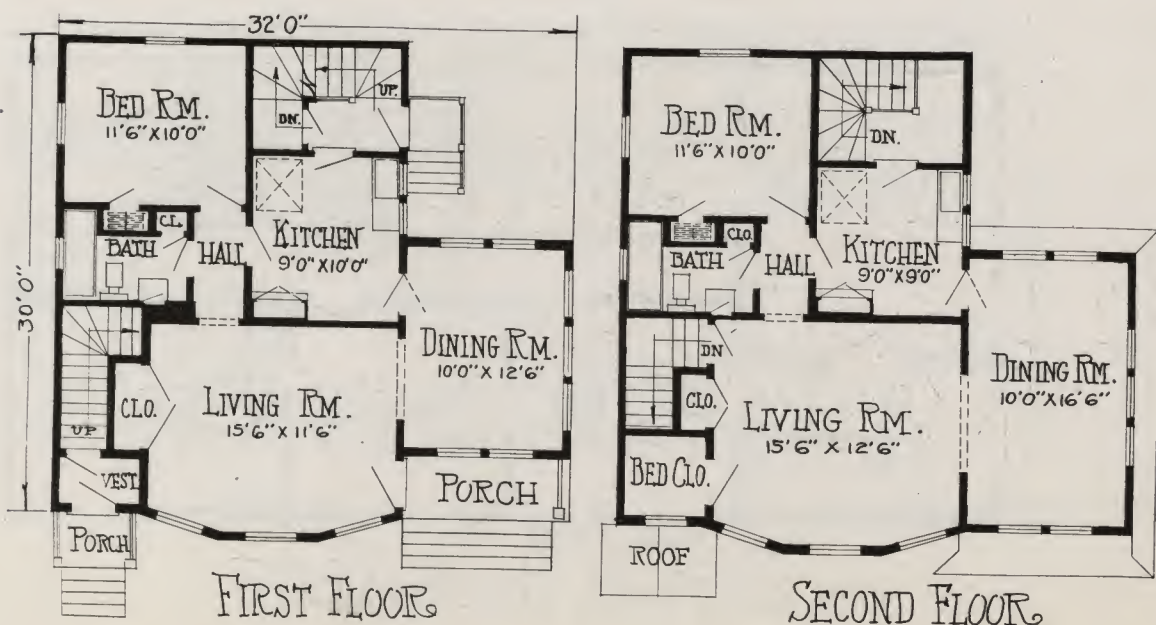 32'0"
30'0"
BED RM.
11'6" X 10'0"
UP.
DN.
CL.
BATH
HALL
KITCHEN
9'0" X 10'0"
DINING RM.
10'0" X 12'6"
CLO.
LIVING RM.
15'6" X 11'6"
UP
VEST.
PORCH
PORCH
FIRST FLOOR
BED RM.
11'6" X 10'0"
DN.
CLO.
BATH
HALL
KITCHEN
9'0" X 9'0"
DN
DINING RM.
10'0" X 16'6"
CLO.
LIVING RM.
15'6" X 12'6"
BED CLO.
ROOF
SECOND FLOOR